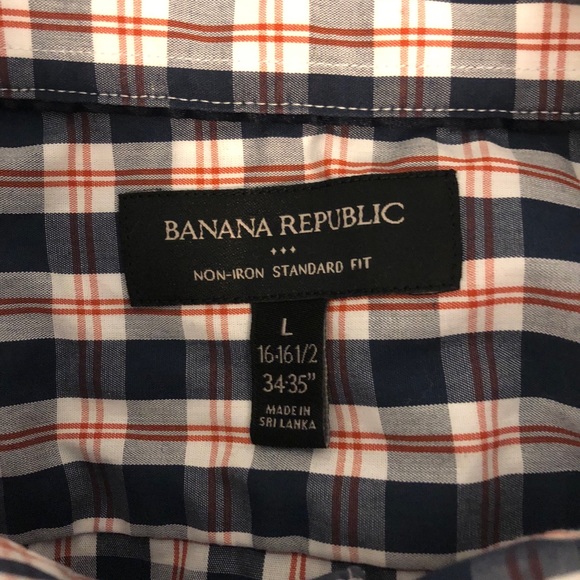 BANANA REPUBLIC
NON-IRON STANDARD FIT
L
16-16 1/2
34-35"
MADE IN
SRI LANKA